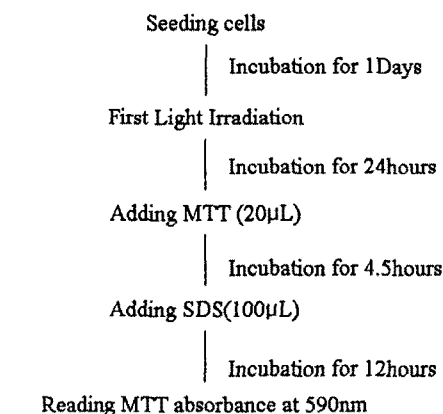 Seeding cells
Incubation for 1Days
First Light Irradiation
Incubation for 24hours
Adding MTT (20μL)
Incubation for 4.5hours
Adding SDS(100μL)
Incubation for 12hours
Reading MTT absorbance at 590nm